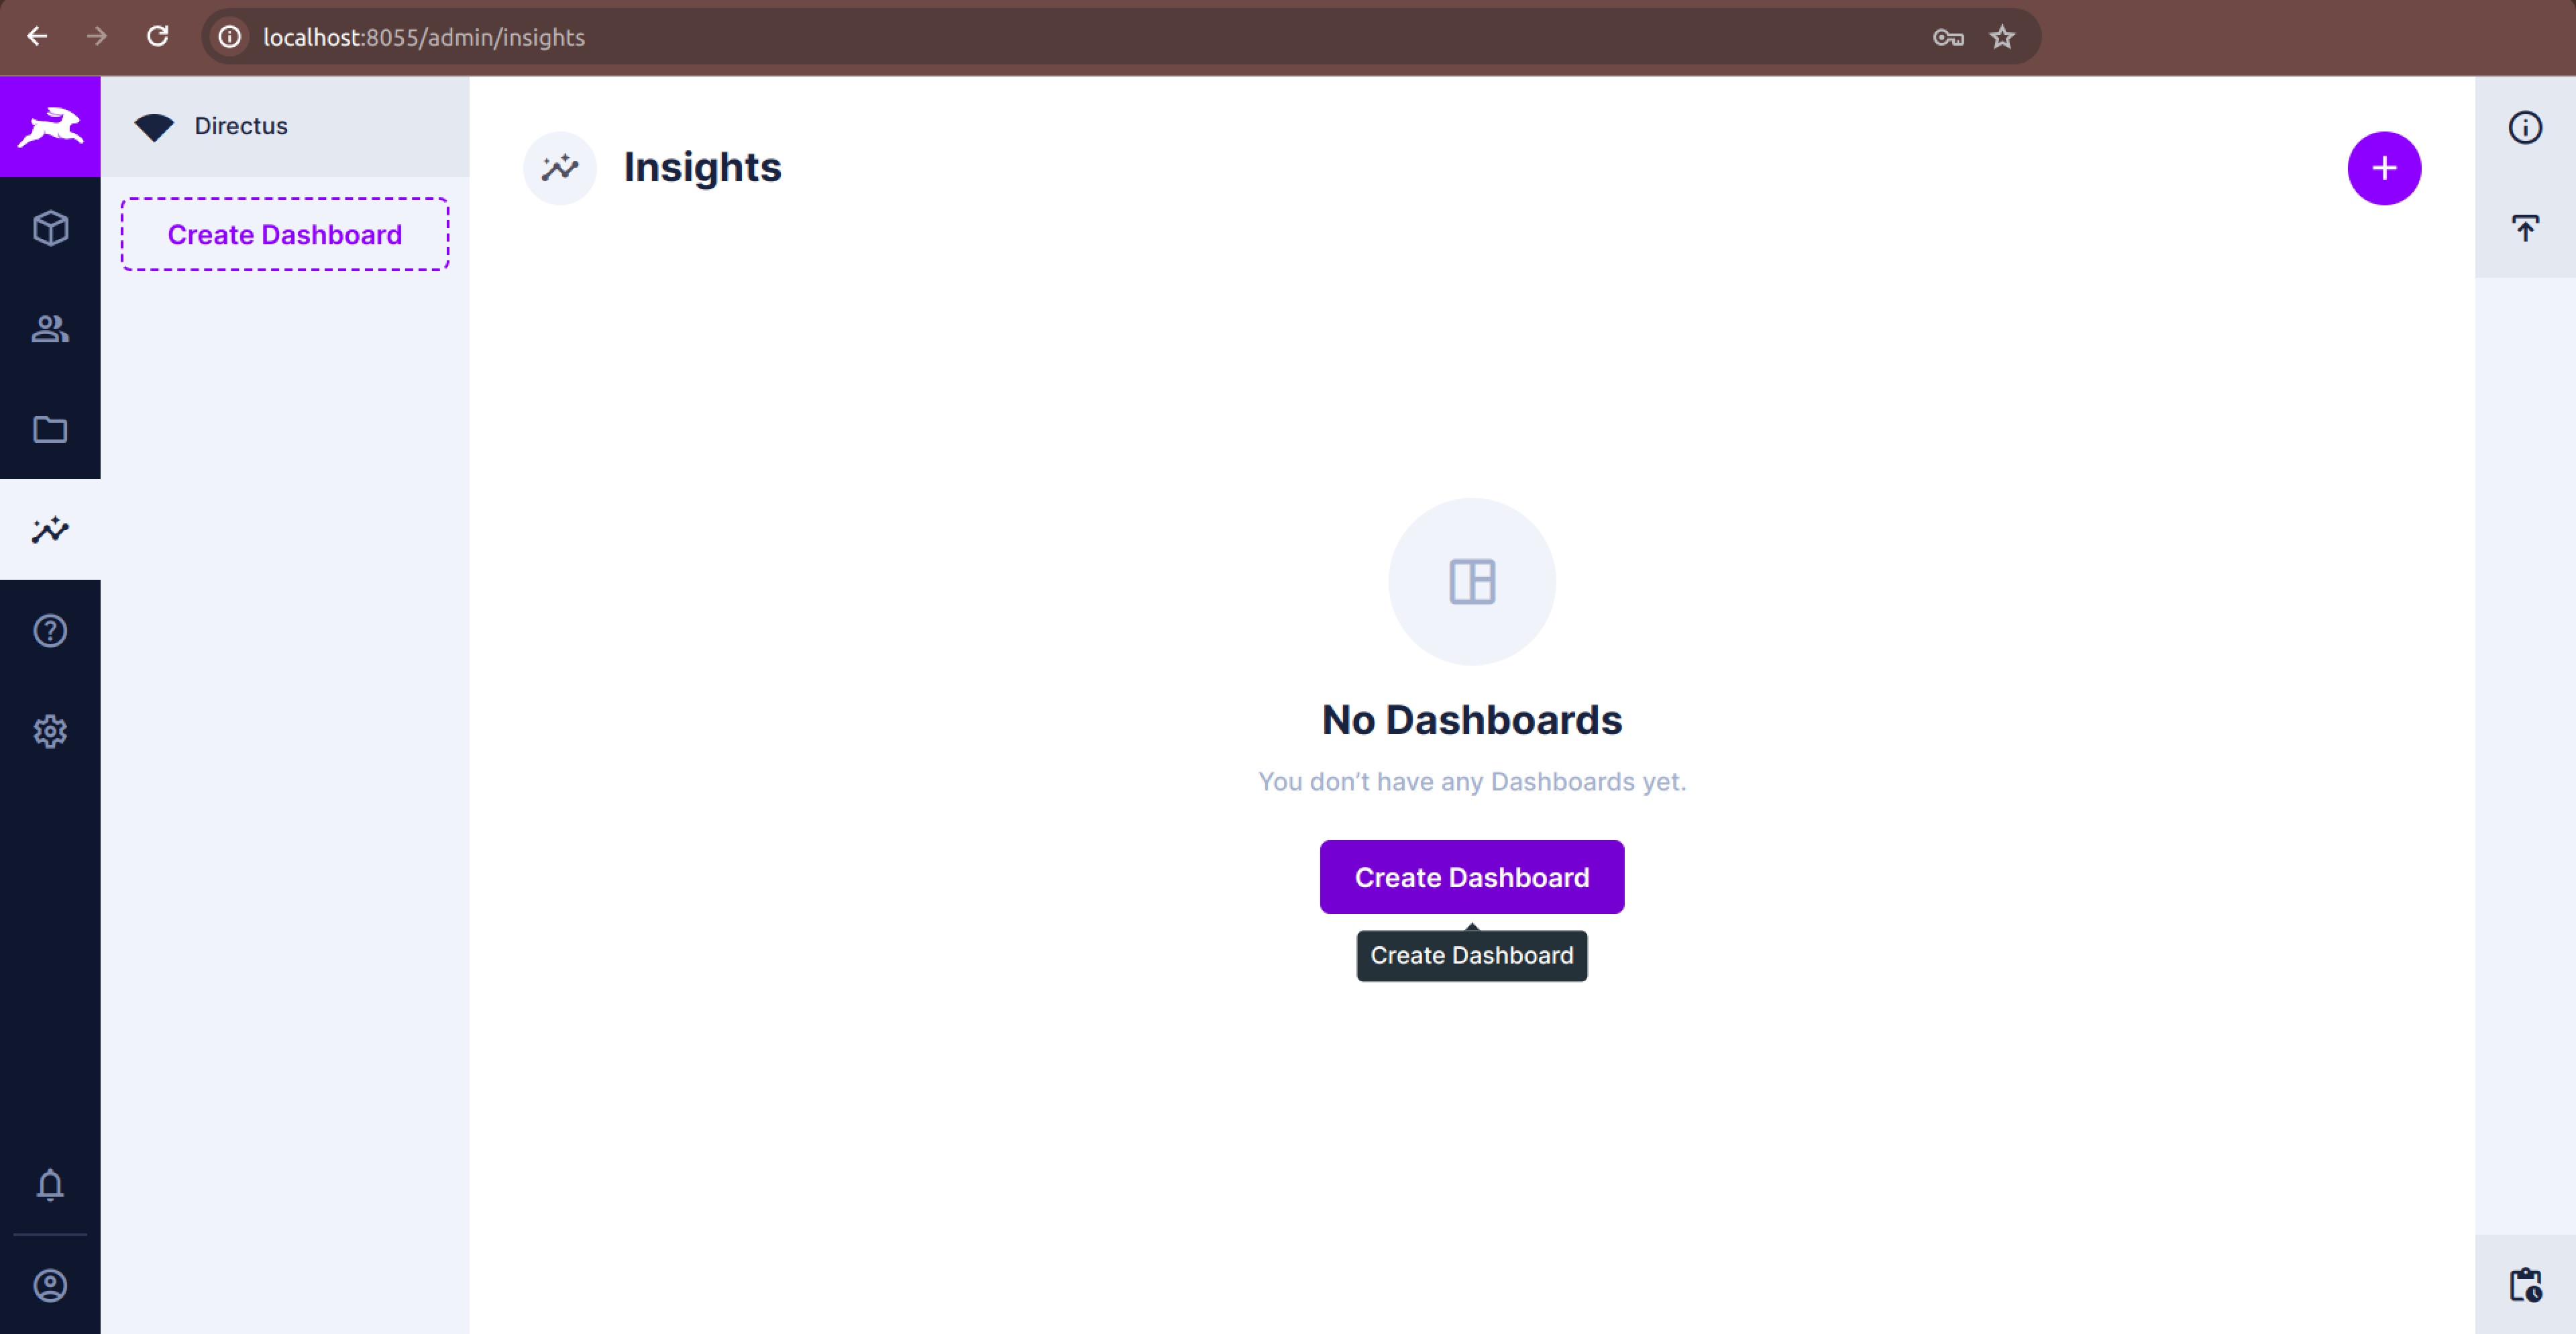 localhost:8055/admin/insights
Directus
Create Dashboard
Insights
No Dashboards
You don’t have any Dashboards yet.
Create Dashboard
Create Dashboard